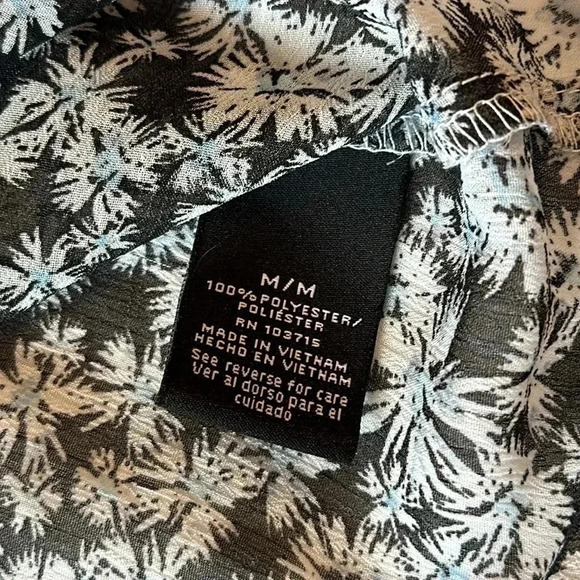 M/M
100% POLYESTER/
POLIÉSTER
RN 103715
MADE IN VIETNAM
HECHO EN VIETNAM
See reverse for care
Ver al dorso para el
cuidado